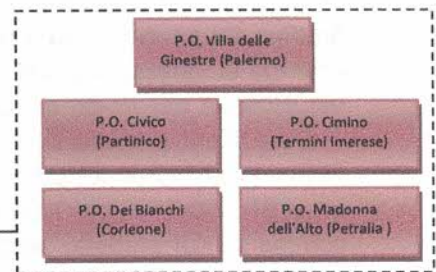 P.O. Villa delle
Ginestre (Palermo)
P.O. Civico
(Partinico)
P.O. Cimino
(Termini Imerese)
P.O. Dei Bianchi
(Corleone)
P.O. Madonna
dell'Alto (Petralia )